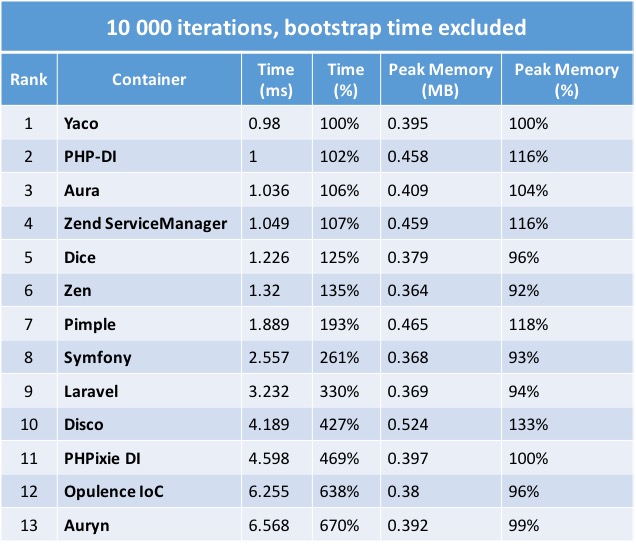 10 000 iterations, bootstrap time excluded
Rank Container Time (ms) Time (%) Peak Memory (MB) Peak Memory (%)
1 Yaco 0.98 100% 0.395 100%
2 PHP-DI 1 102% 0.458 116%
3 Aura 1.036 106% 0.409 104%
4 Zend ServiceManager 1.049 107% 0.459 116%
5 Dice 1.226 125% 0.379 96%
6 Zen 1.32 135% 0.364 92%
7 Pimple 1.889 193% 0.465 118%
8 Symfony 2.557 261% 0.368 93%
9 Laravel 3.232 330% 0.369 94%
10 Disco 4.189 427% 0.524 133%
11 PHPixie DI 4.598 469% 0.397 100%
12 Opulence IoC 6.255 638% 0.38 96%
13 Auryn 6.568 670% 0.392 99%